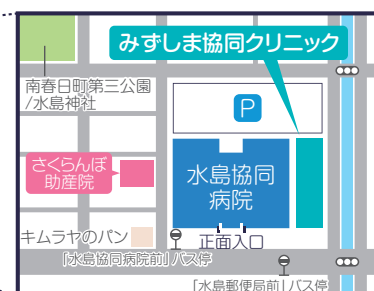 みずしま協同クリニック
南春日町第三公園
/水島神社
P
さくらんぼ
助産院
水島協同
病院
キムラヤのパン
正面入口
「水島協同病院前」バス停
「水島郵便局前」バス停